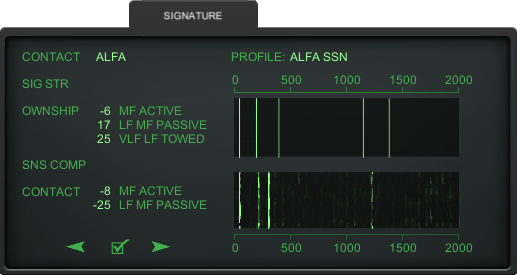 SIGNATURE
CONTACT ALFA
PROFILE: ALFA SSN
SIG STR
0 500 1000 1500 2000
OWNSHIP -6 MF ACTIVE
17 LF MF PASSIVE
25 VLF LF TOWED
SNS COMP
CONTACT -8 MF ACTIVE
-25 LF MF PASSIVE
0 500 1000 1500 2000